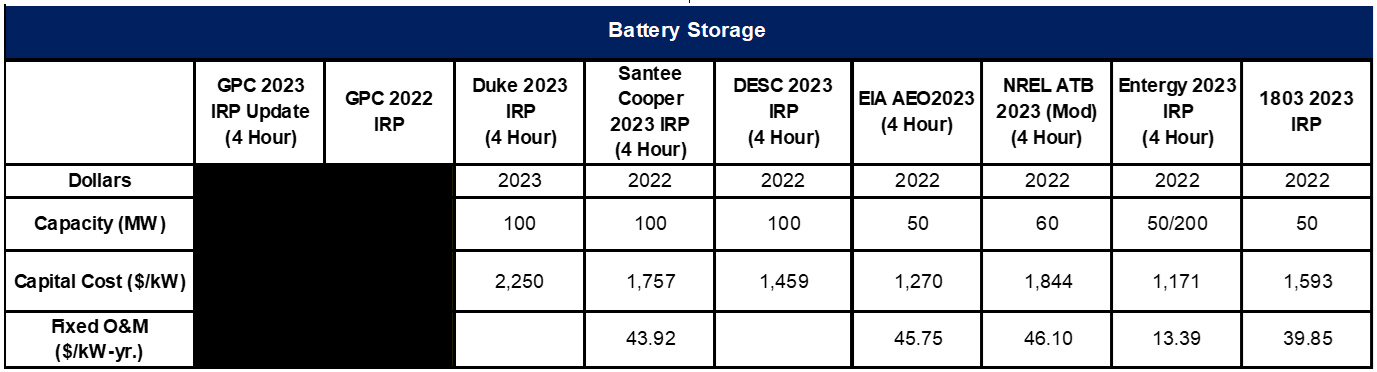 Battery Storage
GPC 2023 IRP Update (4 Hour) GPC 2022 IRP Duke 2023 IRP (4 Hour) Santee Cooper 2023 IRP (4 Hour) DESC 2023 IRP (4 Hour) EIA AEO2023 (4 Hour) NREL ATB 2023 (Mod) (4 Hour) Entergy 2023 IRP (4 Hour) 1803 2023 IRP
Dollars 2023 2022 2022 2022 2022 2022 2022
Capacity (MW) 100 100 100 50 60 50/200 50
Capital Cost ($/kW) 2,250 1,757 1,459 1,270 1,844 1,171 1,593
Fixed O&M ($/kW-yr.) 43.92 45.75 46.10 13.39 39.85